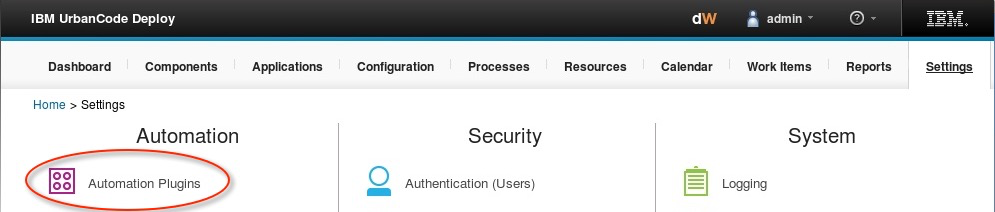 IBM UrbanCode Deploy dW admin ? IBM
Dashboard Components Applications Configuration Processes Resources Calendar Work Items Reports Settings
Home > Settings
Automation Security System
Automation Plugins Authentication (Users) Logging